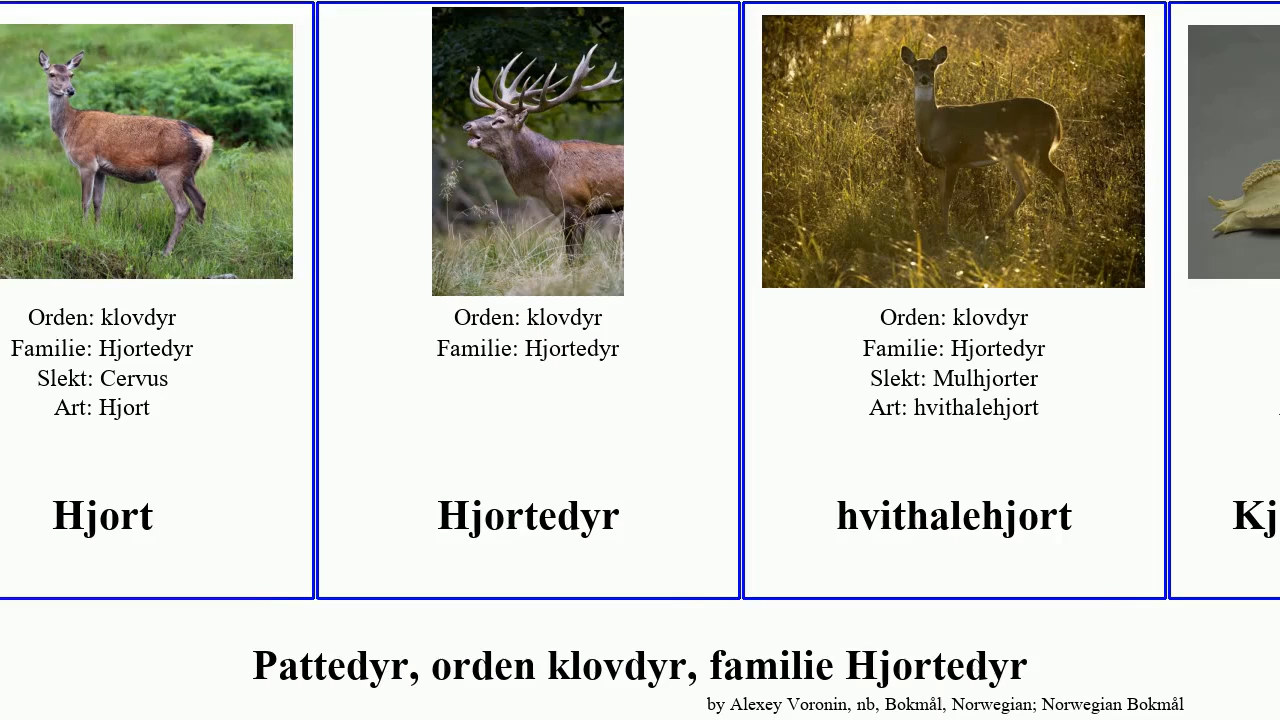 Orden: klovdyr
Familie: Hjortedyr
Slekt: Cervus
Art: Hjort
Hjort
Orden: klovdyr
Familie: Hjortedyr
Hjortedyr
Orden: klovdyr
Familie: Hjortedyr
Slekt: Mulhjorter
Art: hvithalehjort
hvithalehjort
Kj
Pattedyr, orden klovdyr, familie Hjortedyr
by Alexey Voronin, nb, Bokmål, Norwegian; Norwegian Bokmål